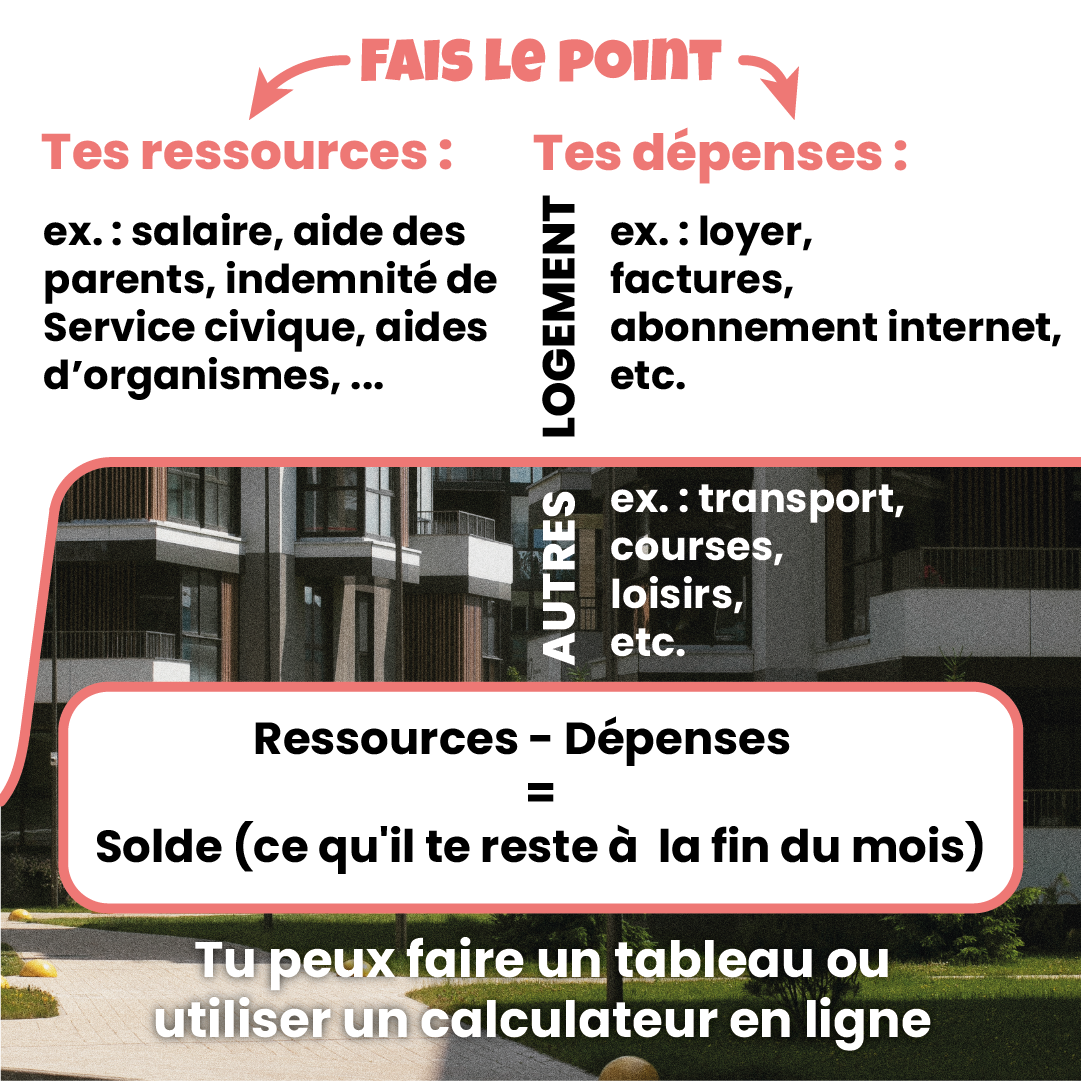 FAIS LE POINT
Tes ressources :
ex. : salaire, aide des
parents, indemnité de
Service civique, aides
d’organismes, ...
Tes dépenses :
LOGEMENT
ex. : loyer,
factures,
abonnement internet,
etc.
AUTRES
ex. : transport,
courses,
loisirs,
etc.
Ressources - Dépenses
=
Solde (ce qu'il te reste à  la fin du mois)
Tu peux faire un tableau ou
utiliser un calculateur en ligne